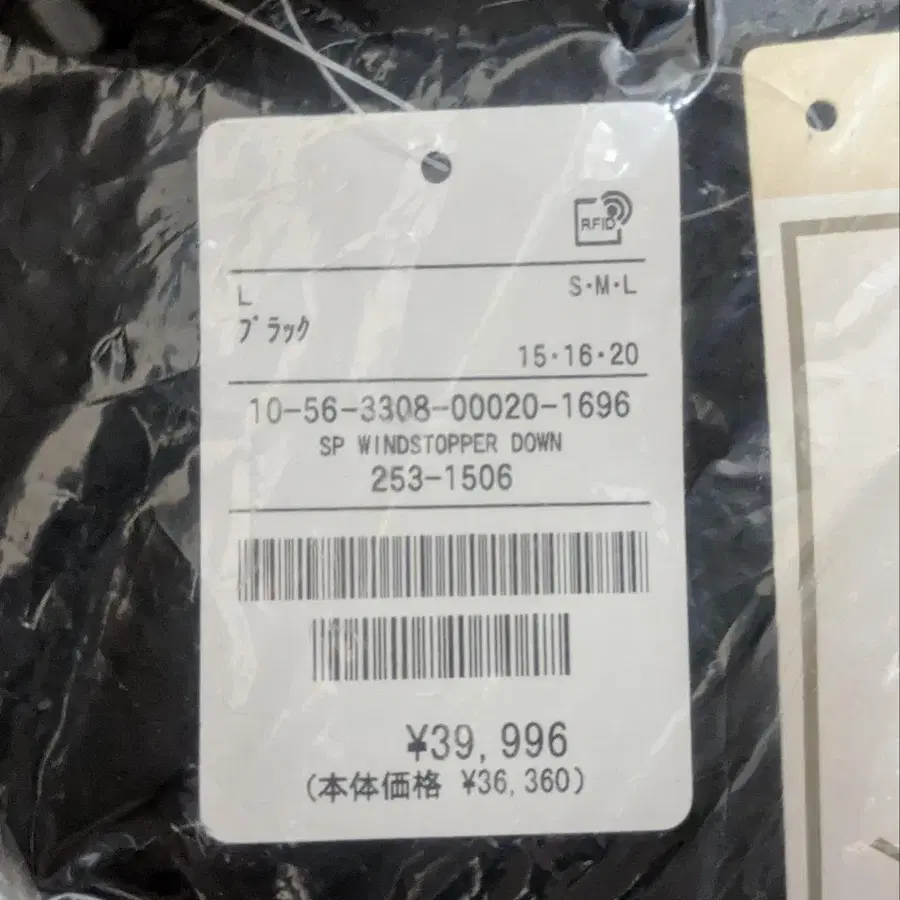 RFID
L S・M・L
ブラック
15・16・20
10-56-3308-00020-1696
SP WINDSTOPPER DOWN
253-1506
¥39,996
(本体価格 ¥36,360)